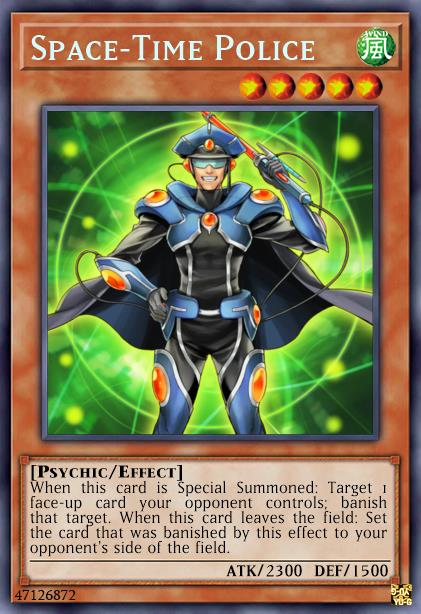 Space-Time Police
WIND
風
[Psychic/Effect]
When this card is Special Summoned: Target 1
face-up card your opponent controls; banish
that target. When this card leaves the field: Set
the card that was banished by this effect to your
opponent's side of the field.
ATK/2300 DEF/1500
47126872